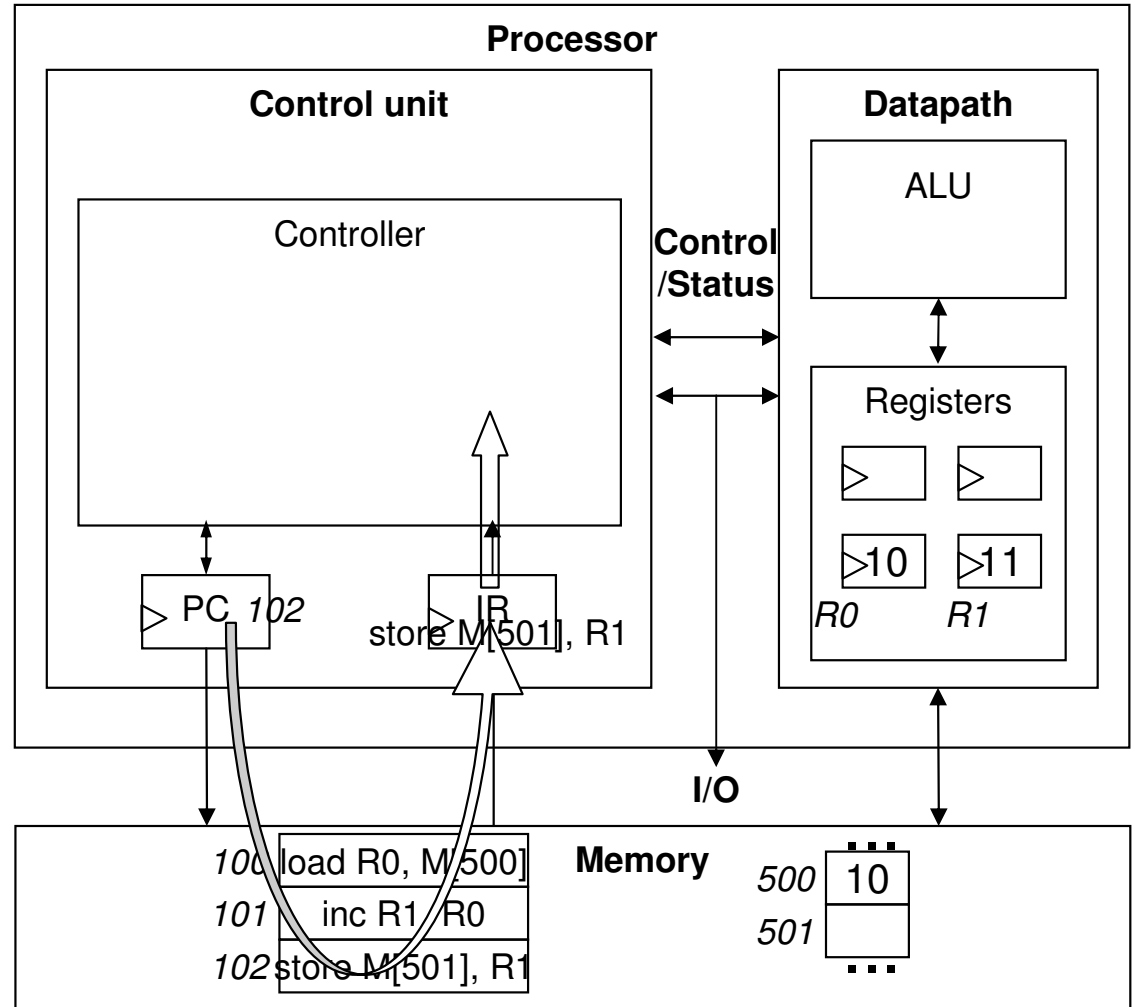 Processor
Control unit
Datapath
ALU
Controller
Control
/Status
Registers
10 11
R0 R1
PC 102
IR
store M[501], R1
I/O
Memory
100 load R0, M[500]
101 inc R1, R0
102 store M[501], R1
500 10
501